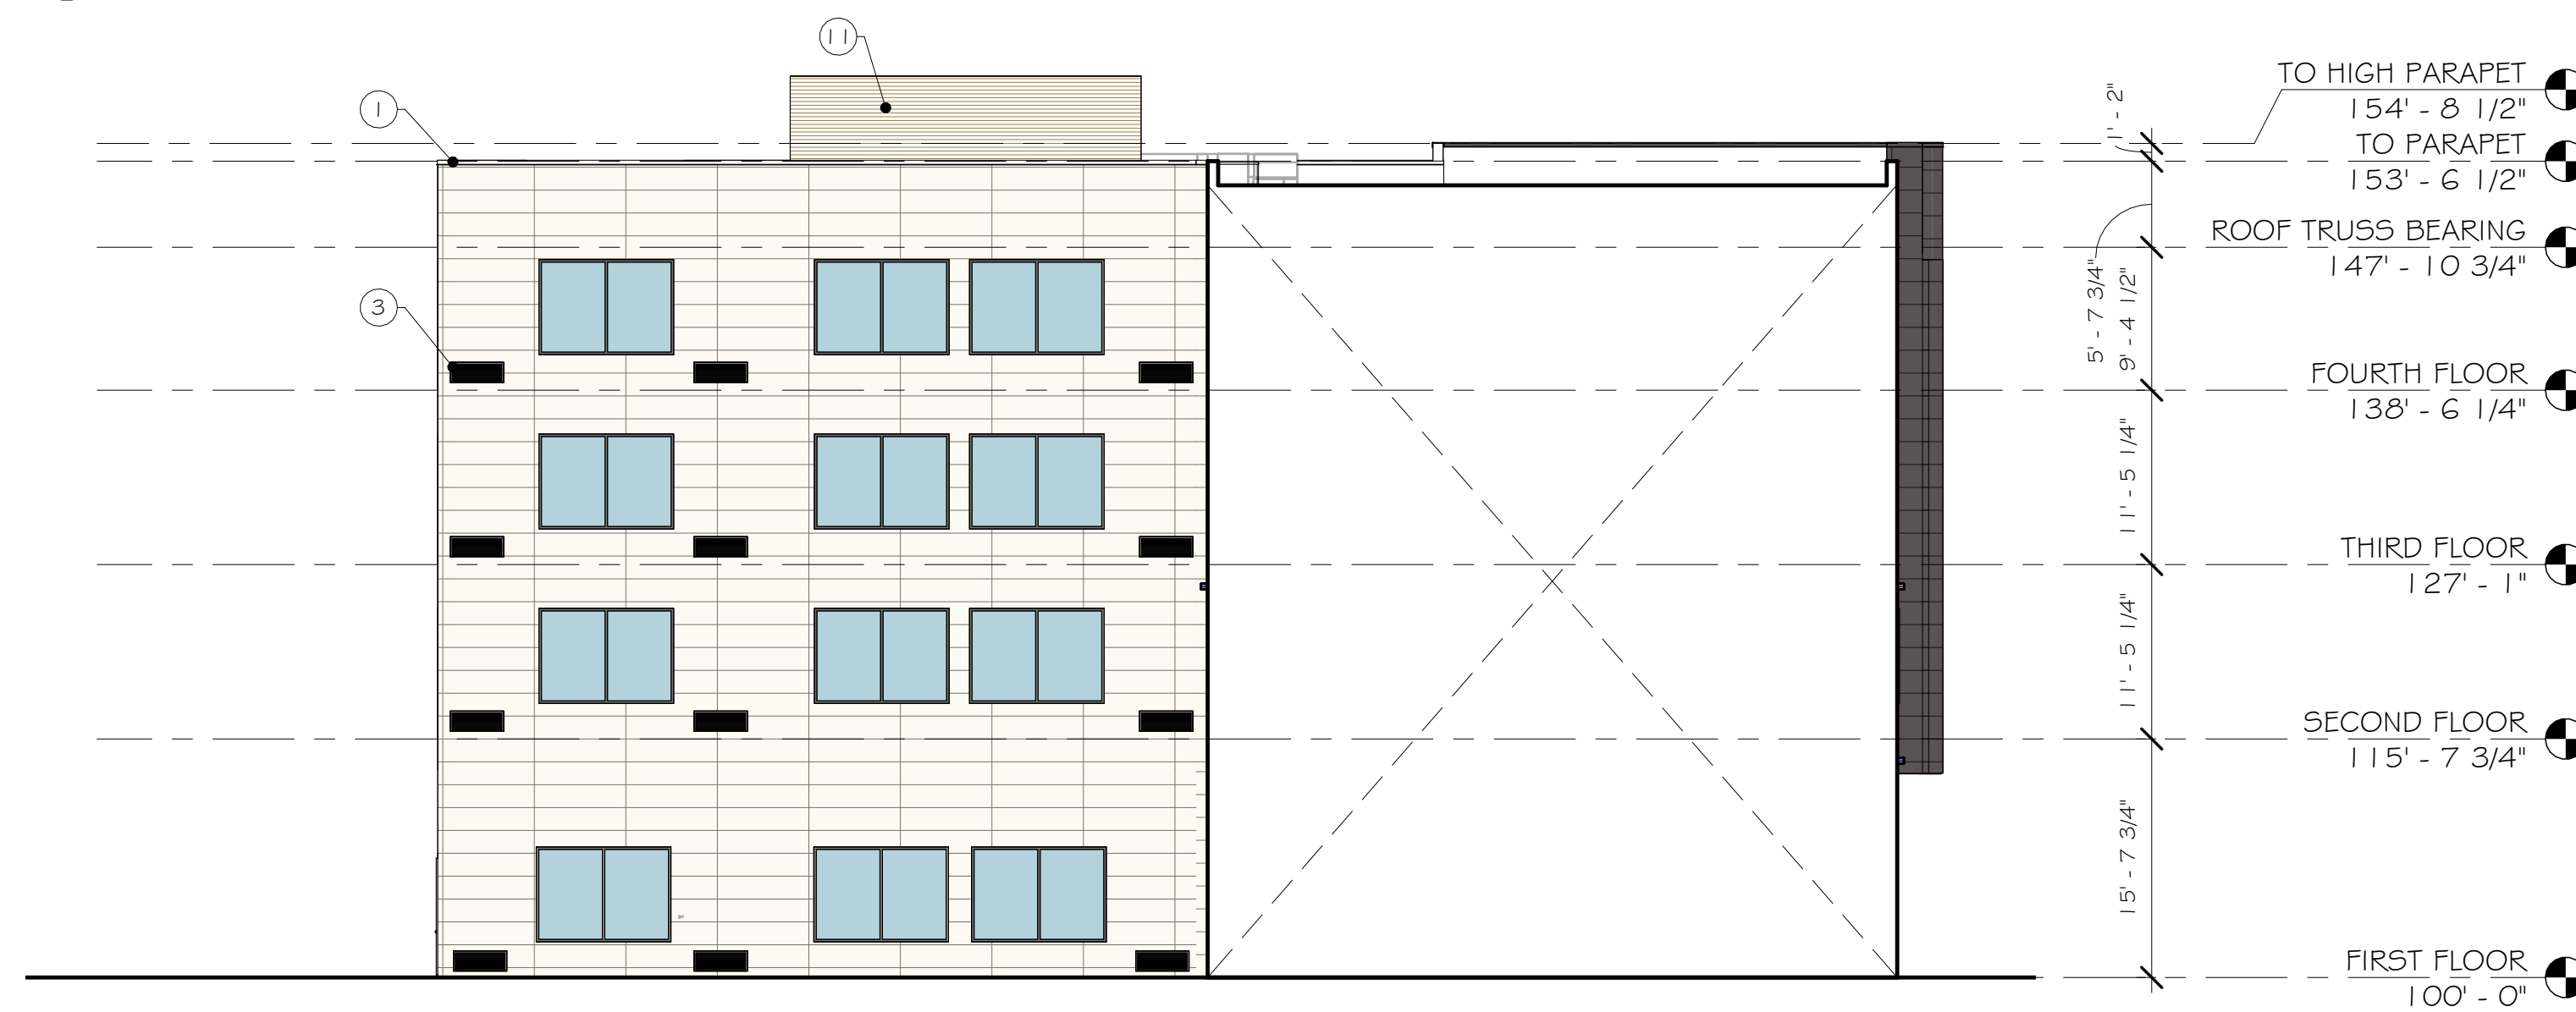 11
1
3
TO HIGH PARAPET
154' - 8 1/2"
TO PARAPET
153' - 6 1/2"
ROOF TRUSS BEARING
147' - 10 3/4"
FOURTH FLOOR
138' - 6 1/4"
THIRD FLOOR
127' - 1"
SECOND FLOOR
115' - 7 3/4"
FIRST FLOOR
100' - 0"
1' - 2"
5' - 7 3/4"
9' - 4 1/2"
11' - 5 1/4"
11' - 5 1/4"
15' - 7 3/4"